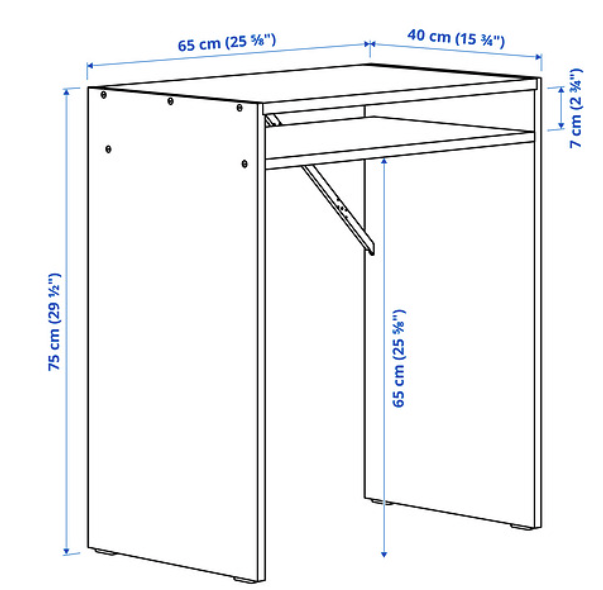 65 cm (25 ⅝")
40 cm (15 ¾")
7 cm (2 ¾")
75 cm (29 ½")
65 cm (25 ⅝")